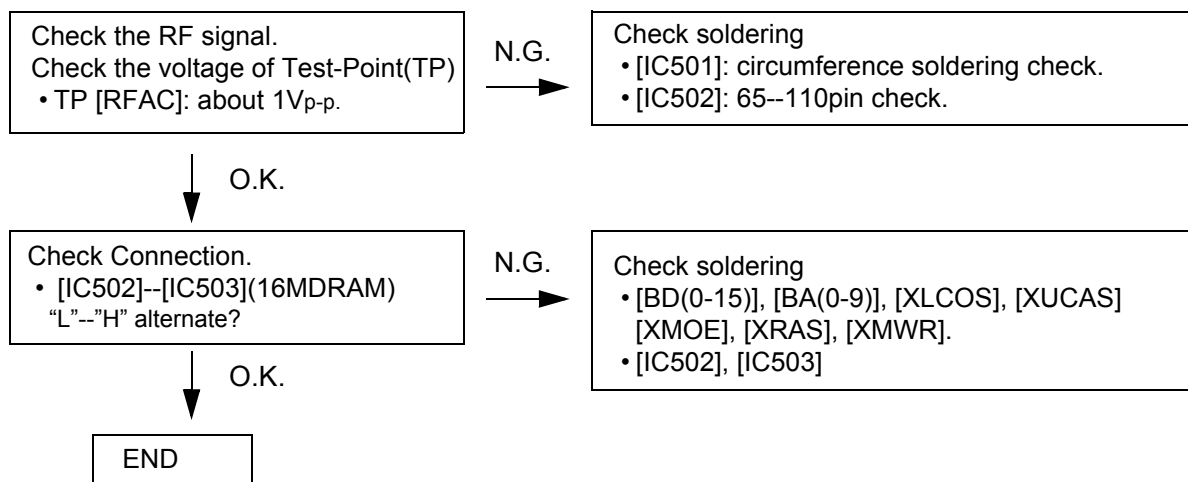 Check the RF signal.
Check the voltage of Test-Point(TP)
• TP [RFAC]: about 1Vp-p.
N.G.
Check soldering
• [IC501]: circumference soldering check.
• [IC502]: 65--110pin check.
O.K.
Check Connection.
• [IC502]--[IC503](16MDRAM)
“L”--”H” alternate?
N.G.
Check soldering
• [BD(0-15)], [BA(0-9)], [XLCOS], [XUCAS]
[XMOE], [XRAS], [XMWR].
• [IC502], [IC503]
O.K.
END